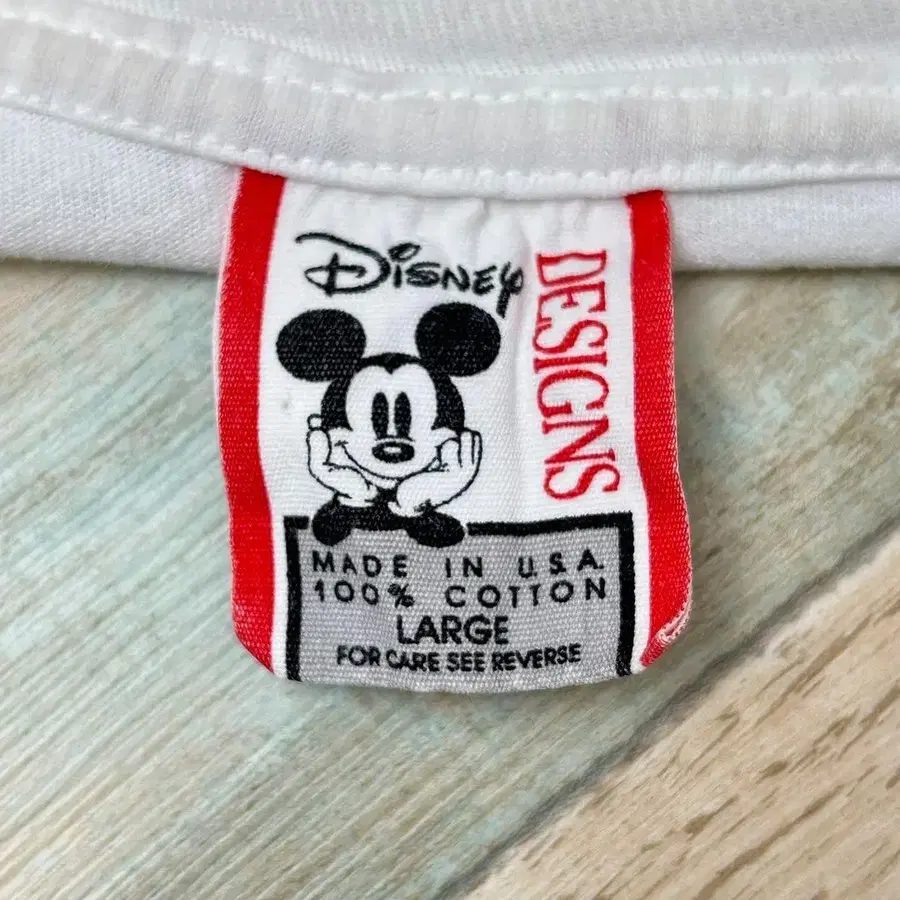 Disney
DESIGNS
MADE IN U.S.A.
100% COTTON
LARGE
FOR CARE SEE REVERSE